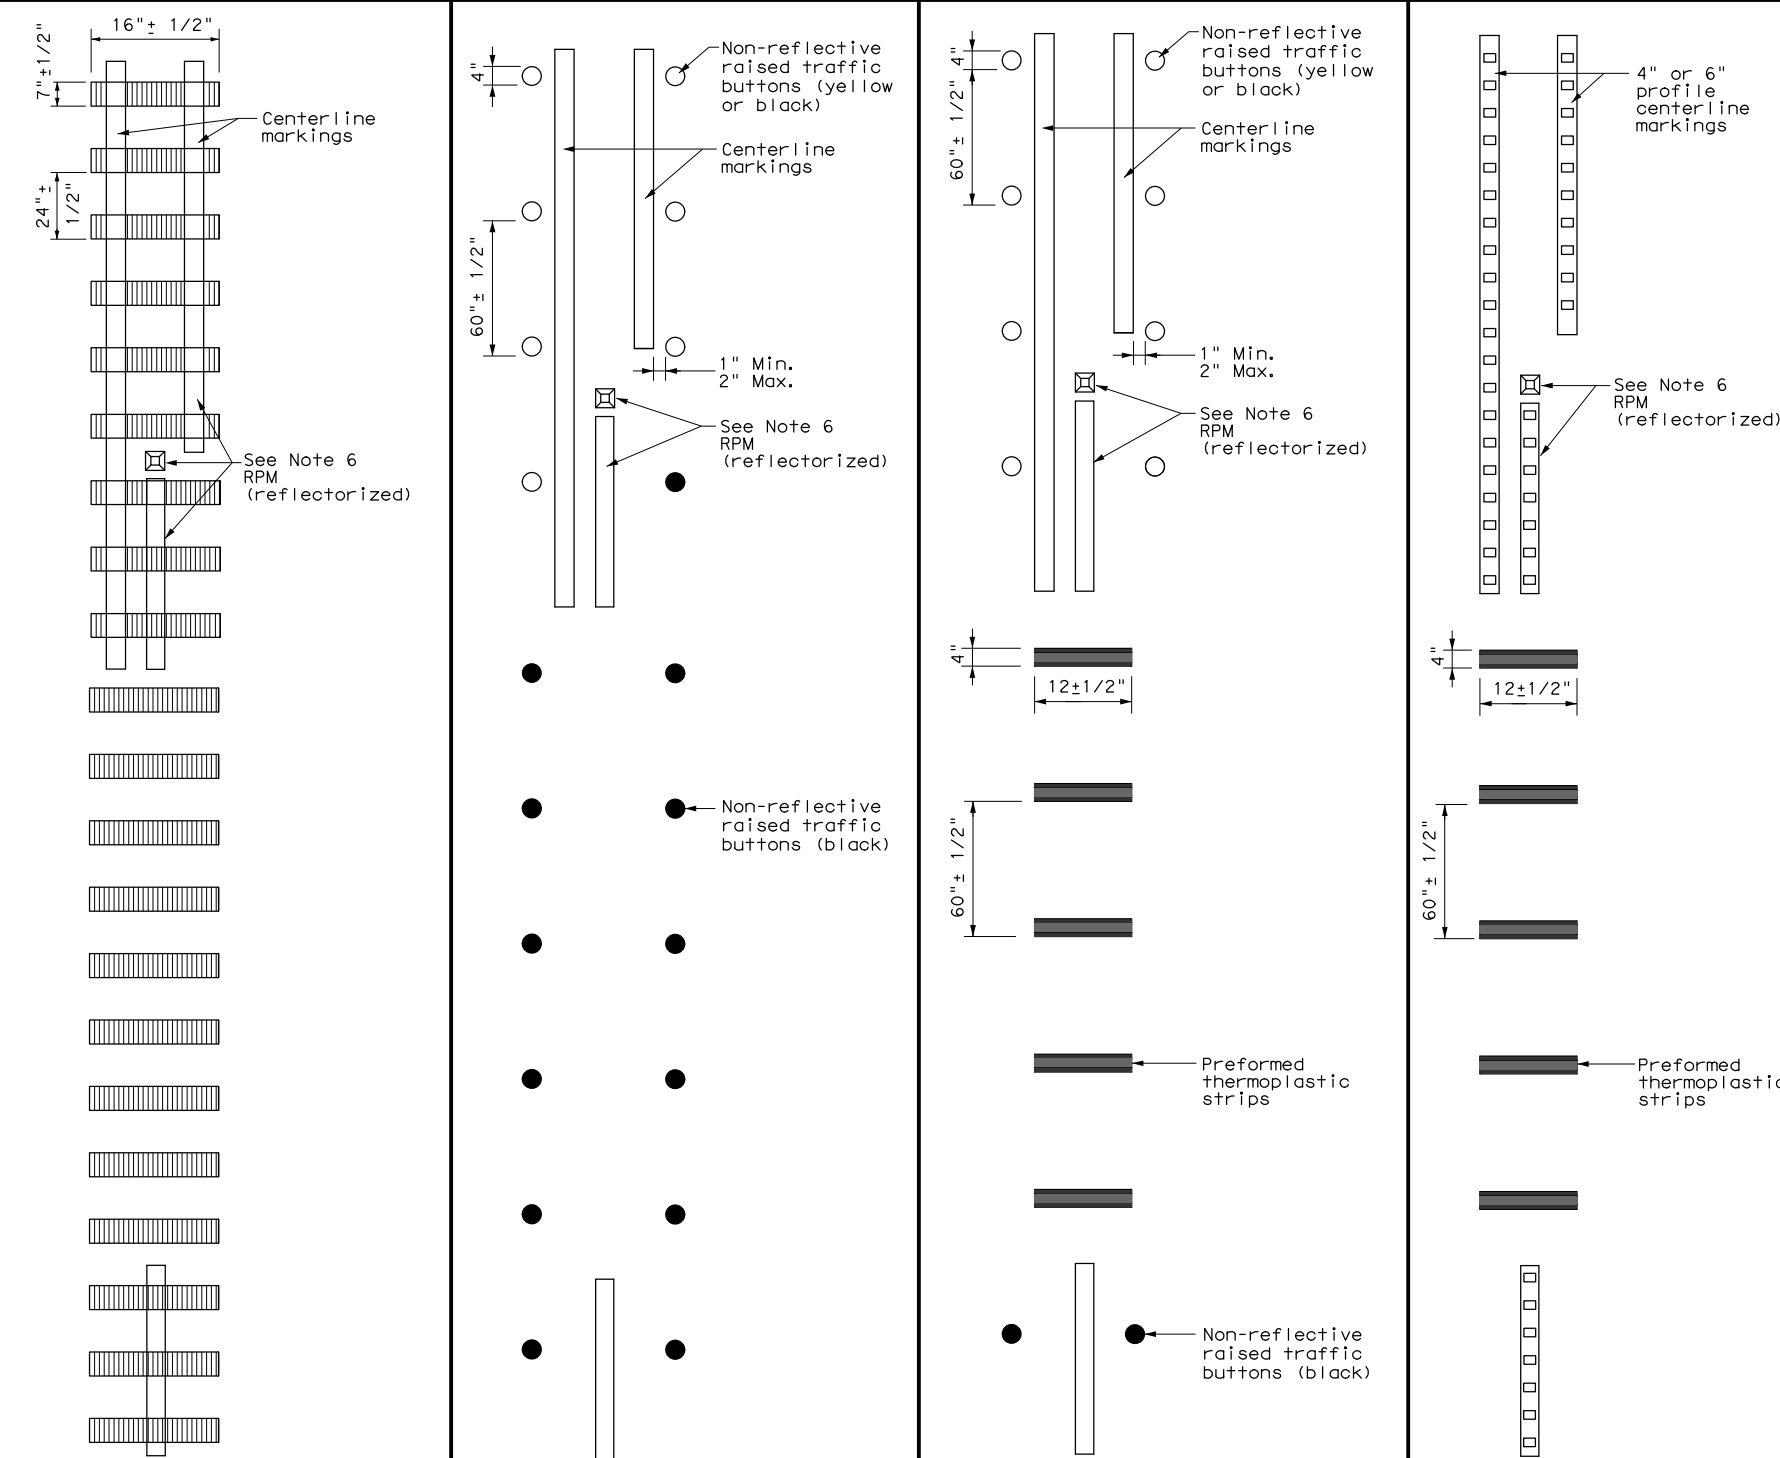 16"± 1/2"
7"±1/2"
24"±
1/2"
Centerline
markings
See Note 6
RPM
(reflectorized)
4"
Non-reflective
raised traffic
buttons (yellow
or black)
Centerline
markings
60"± 1/2"
1" Min.
2" Max.
See Note 6
RPM
(reflectorized)
Non-reflective
raised traffic
buttons (black)
4"
60"± 1/2"
Non-reflective
raised traffic
buttons (yellow
or black)
Centerline
markings
1" Min.
2" Max.
See Note 6
RPM
(reflectorized)
4"
12±1/2"
60"± 1/2"
Preformed
thermoplastic
strips
Non-reflective
raised traffic
buttons (black)
4" or 6"
profile
centerline
markings
See Note 6
RPM
(reflectorized)
4"
12±1/2"
60"± 1/2"
Preformed
thermoplastic
strips